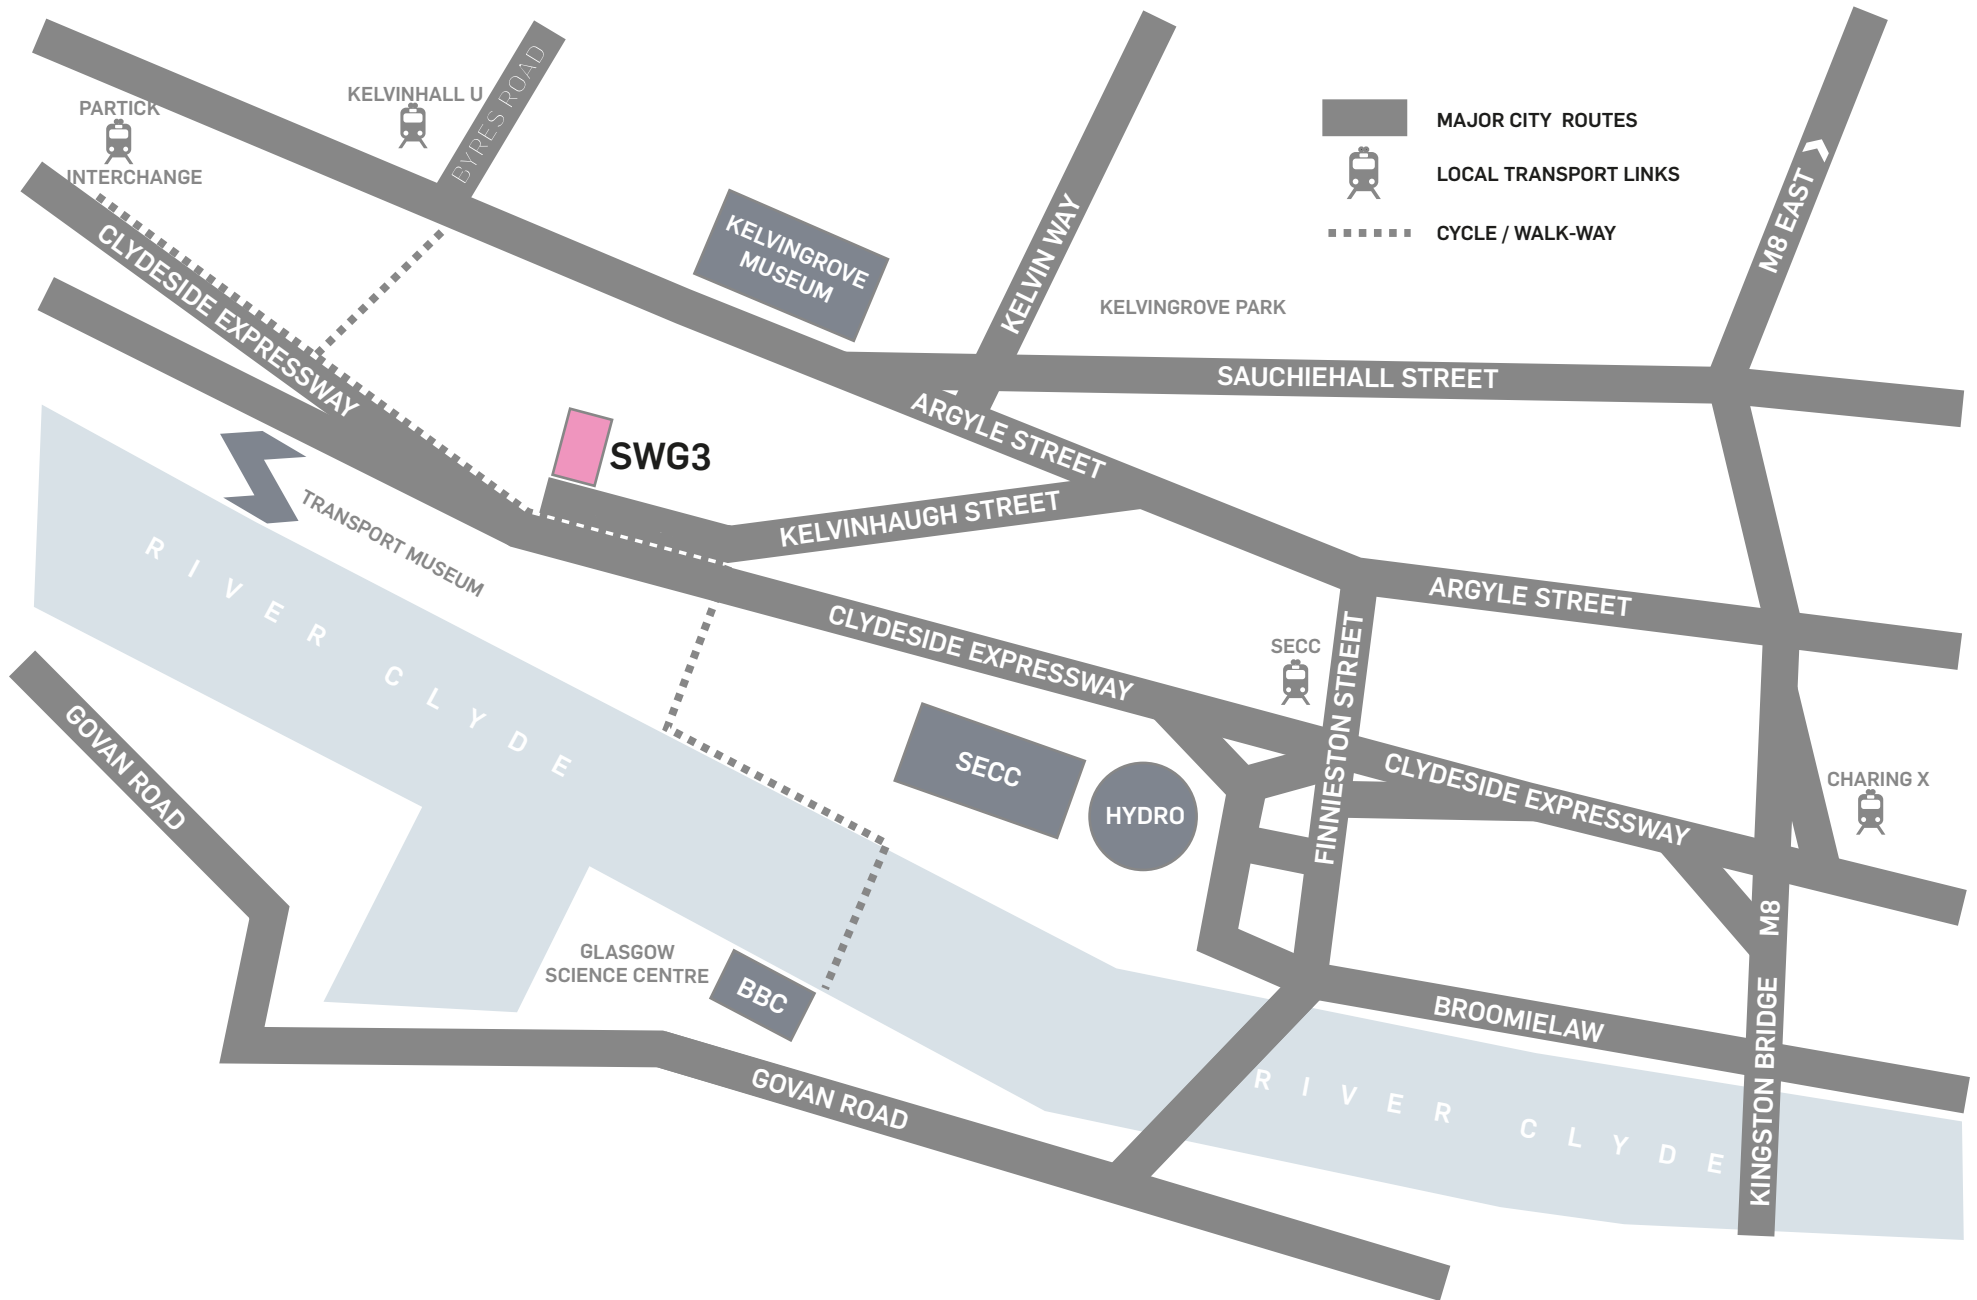 PARTICK
INTERCHANGE
KELVINHALL U
BYRES ROAD
MAJOR CITY ROUTES
LOCAL TRANSPORT LINKS
CYCLE / WALK-WAY
M8 EAST
KELVINGROVE
MUSEUM
KELVIN WAY
KELVINGROVE PARK
CLYDESIDE EXPRESSWAY
SAUCHIEHALL STREET
ARGYLE STREET
SWG3
KELVINHAUGH STREET
TRANSPORT MUSEUM
RIVER CLYDE
ARGYLE STREET
CLYDESIDE EXPRESSWAY
SECC
FINNIESTON STREET
GOVAN ROAD
SECC
HYDRO
CLYDESIDE EXPRESSWAY
CHARING X
M8
GLASGOW
SCIENCE CENTRE
BBC
BROOMIELAW
KINGSTON BRIDGE
GOVAN ROAD
RIVER CLYDE